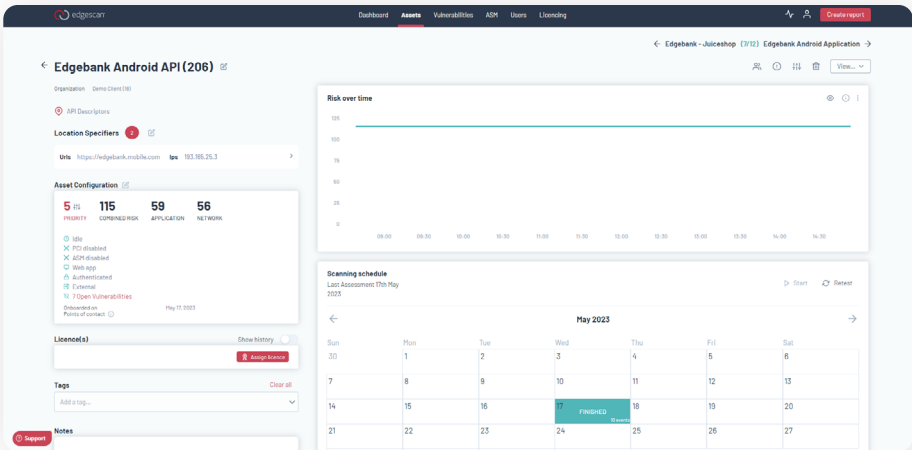 edgescan
Dashboard Assets Vulnerabilities ASM Users Licencing
Create report
← Edgebank - Juiceshop (7/12) Edgebank Android Application →
← Edgebank Android API (206)
View...
Organization Demo Client (18)
API Descriptors
Location Specifiers 2
Urls https://edgebank.mobile.com Ips 193.185.25.3
Asset Configuration
5 115 59 56
PRIORITY COMBINED RISK APPLICATION NETWORK
Idle
PCI disabled
ASM disabled
Web app
Authenticated
External
7 Open Vulnerabilities
Onboarded on May 17, 2023
Points of contact
Licence(s) Show history
Assign licence
Tags Clear all
Add a tag...
Notes
Support
Risk over time
125
100
75
50
25
0
09:00 09:30 10:00 10:30 11:00 11:30 12:00 12:30 13:00 13:30 14:00 14:30
Scanning schedule
Last Assessment 17th May
2023
Start Retest
← May 2023 →
Sun Mon Tue Wed Thu Fri Sat
30 1 2 3 4 5 6
7 8 9 10 11 12 13
14 15 16 17 18 19 20
FINISHED
events
21 22 23 24 25 26 27